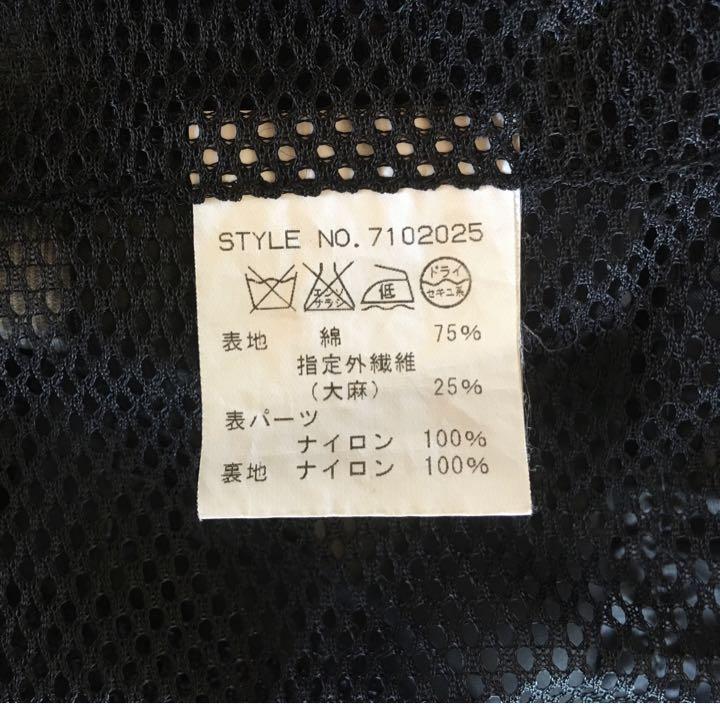 STYLE NO. 7102025
エンソ サラシ 低 ドライ セキユ系
表地 綿 75%
指定外繊維
（大麻） 25%
表パーツ
ナイロン 100%
裏地 ナイロン 100%